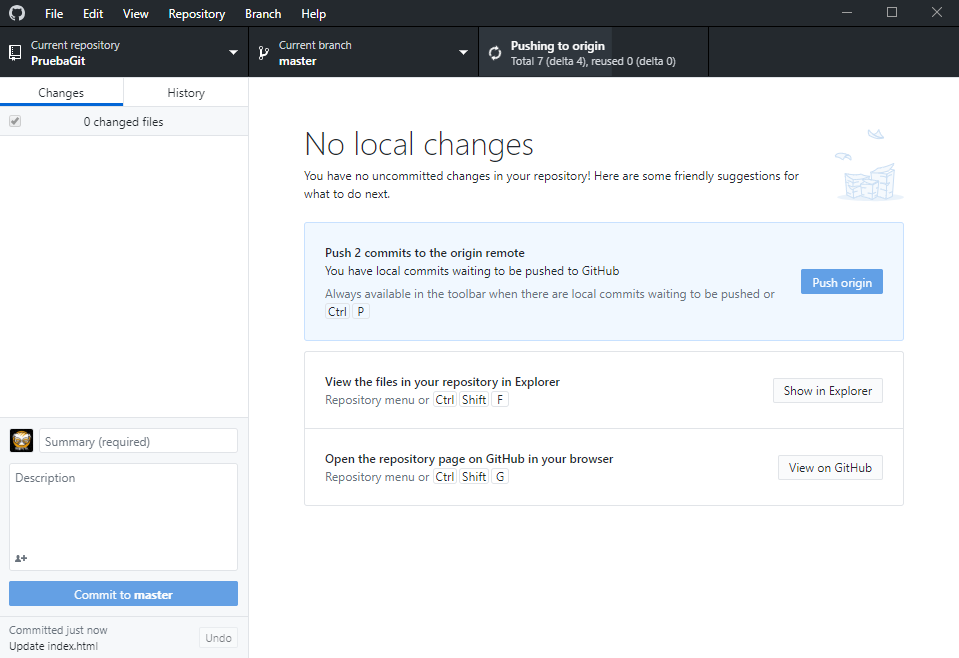 File Edit View Repository Branch Help
Current repository
PruebaGit
Current branch
master
Pushing to origin
Total 7 (delta 4), reused 0 (delta 0)
Changes History
0 changed files
No local changes
You have no uncommitted changes in your repository! Here are some friendly suggestions for
what to do next.
Push 2 commits to the origin remote
You have local commits waiting to be pushed to GitHub
Always available in the toolbar when there are local commits waiting to be pushed or
Ctrl P
Push origin
View the files in your repository in Explorer
Repository menu or Ctrl Shift F
Show in Explorer
Open the repository page on GitHub in your browser
Repository menu or Ctrl Shift G
View on GitHub
Summary (required)
Description
Commit to master
Committed just now
Update index.html
Undo